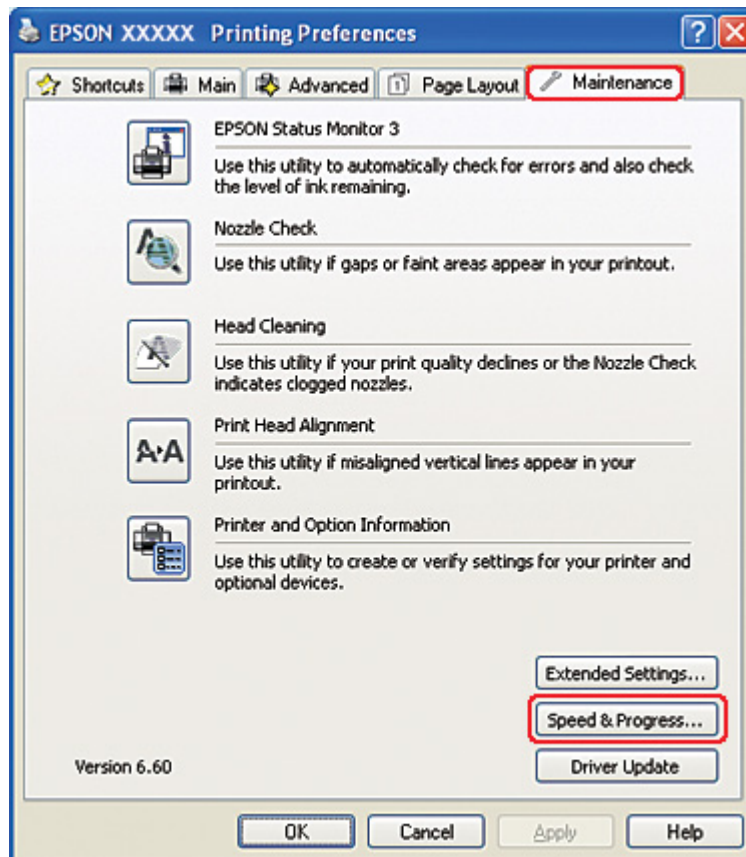 EPSON XXXXX Printing Preferences
Shortcuts Main Advanced Page Layout Maintenance
EPSON Status Monitor 3
Use this utility to automatically check for errors and also check
the level of ink remaining.
Nozzle Check
Use this utility if gaps or faint areas appear in your printout.
Head Cleaning
Use this utility if your print quality declines or the Nozzle Check
indicates clogged nozzles.
A·A
Print Head Alignment
Use this utility if misaligned vertical lines appear in your
printout.
Printer and Option Information
Use this utility to create or verify settings for your printer and
optional devices.
Extended Settings...
Speed & Progress...
Version 6.60
Driver Update
OK Cancel Apply Help